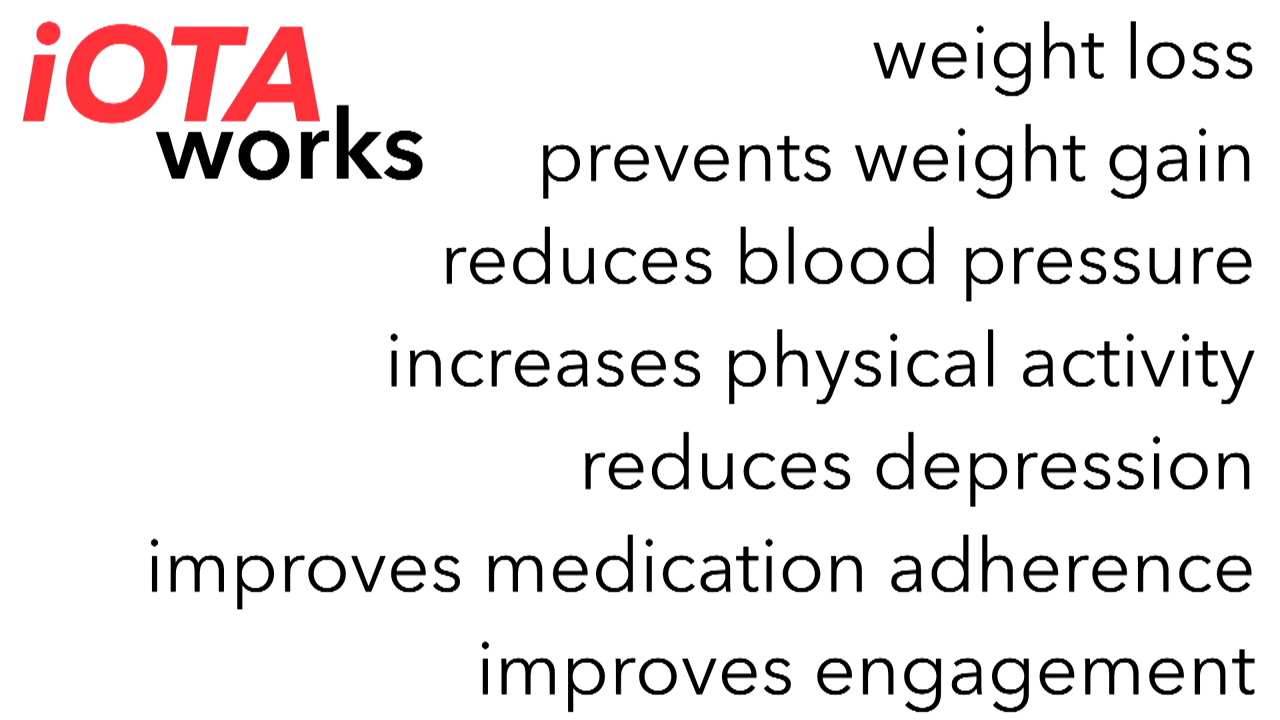 iOTA
works
weight loss
prevents weight gain
reduces blood pressure
increases physical activity
reduces depression
improves medication adherence
improves engagement